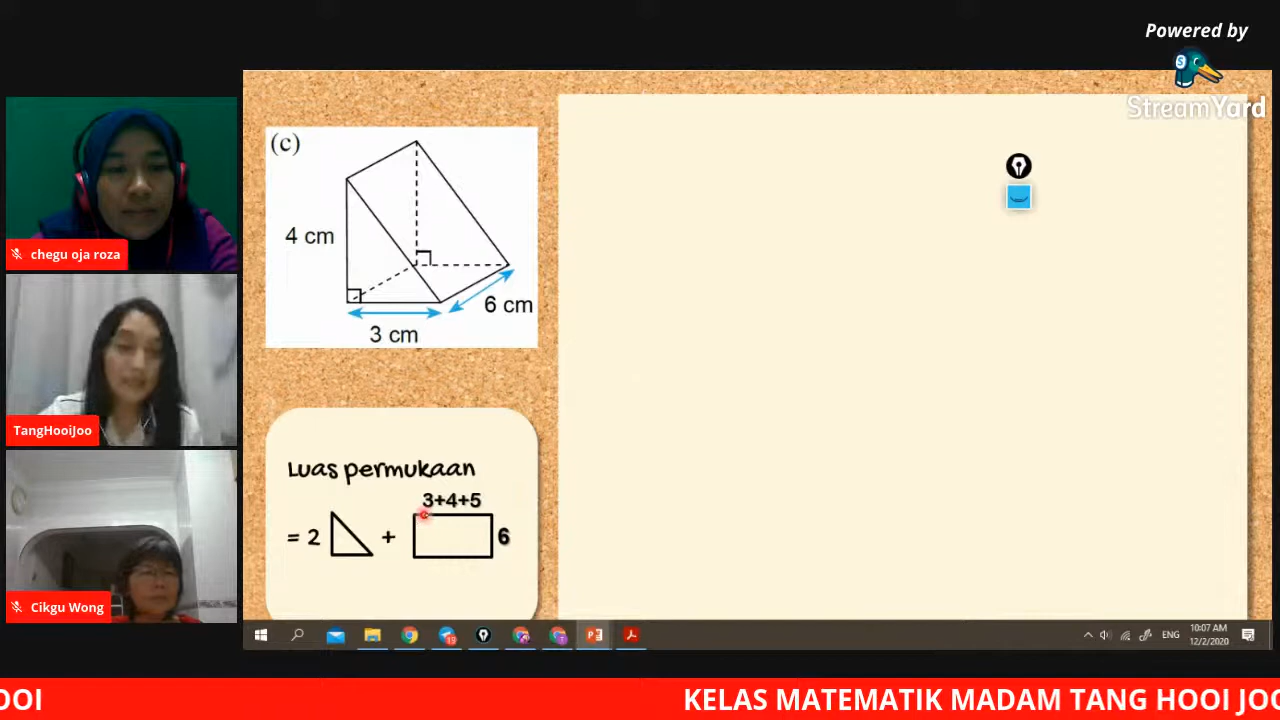 Powered by
S
StreamYard
(c)
4 cm
6 cm
3 cm
chegu oja roza
TangHooiJoo
Cikgu Wong
Luas permukaan
3+4+5
= 2 + 6
19
ENG
10:07 AM
12/2/2020
OOI
KELAS MATEMATIK MADAM TANG HOOI JOO